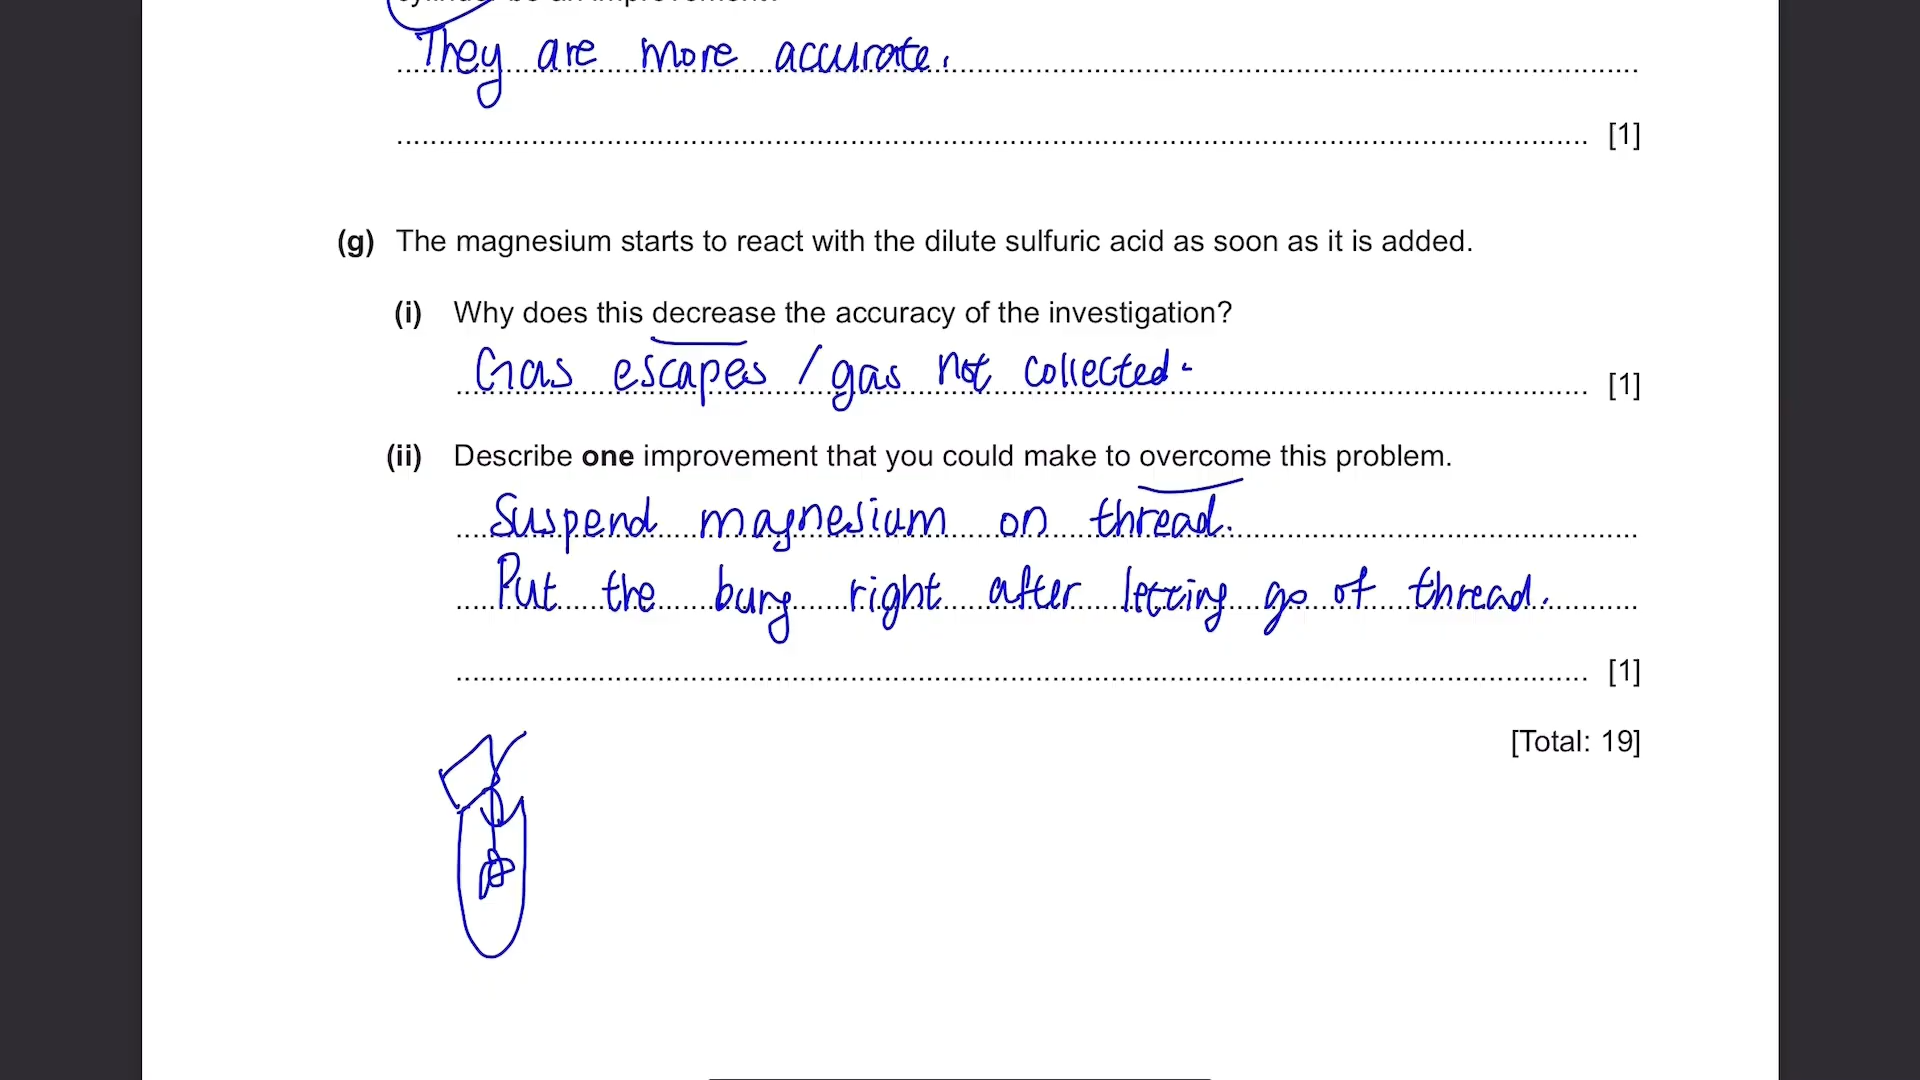 They are more accurate.
[1]
(g) The magnesium starts to react with the dilute sulfuric acid as soon as it is added.
(i) Why does this decrease the accuracy of the investigation?
Gas escapes / gas not collected.
[1]
(ii) Describe one improvement that you could make to overcome this problem.
Suspend magnesium on thread.
Put the bung right after letting go of thread.
[1]
[Total: 19]